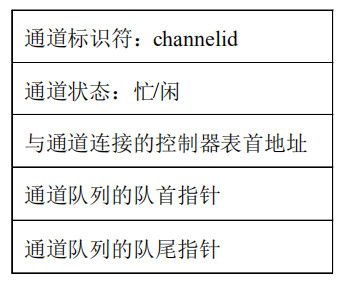 通道标识符：channelid
通道状态：忙/闲
与通道连接的控制器表首地址
通道队列的队首指针
通道队列的队尾指针